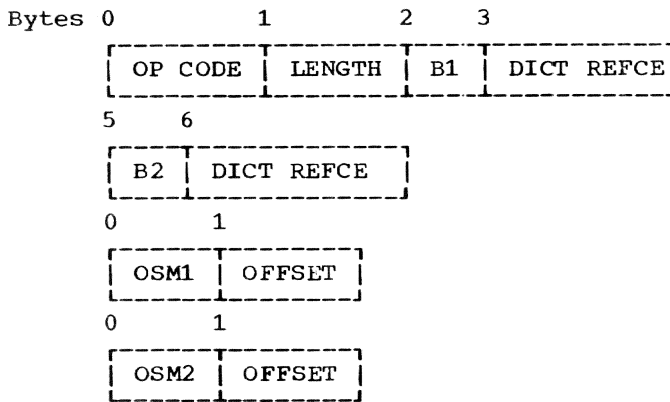 Bytes 0 1 2 3
OP CODE LENGTH B1 DICT REFCE
5 6
B2 DICT REFCE
0 1
OSM1 OFFSET
0 1
OSM2 OFFSET